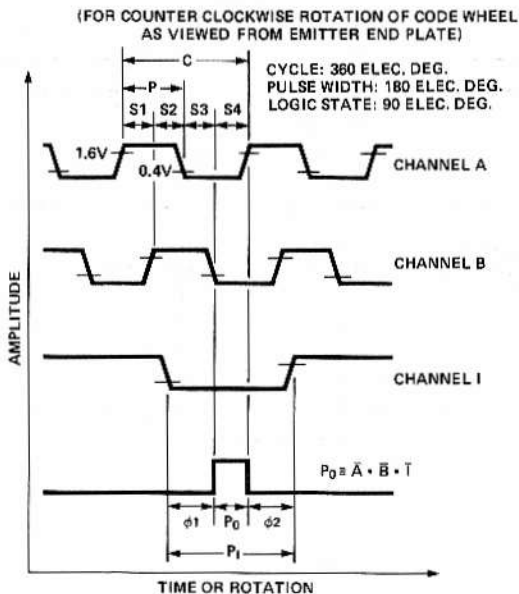 (FOR COUNTER CLOCKWISE ROTATION OF CODE WHEEL
AS VIEWED FROM EMITTER END PLATE)
C
CYCLE: 360 ELEC. DEG.
PULSE WIDTH: 180 ELEC. DEG.
LOGIC STATE: 90 ELEC. DEG.
P
S1 S2 S3 S4
1.6V
0.4V
CHANNEL A
CHANNEL B
CHANNEL I
P₀ ≡ Ā • B̄ • Ī
ϕ1 P₀ ϕ2
P_I
AMPLITUDE
TIME OR ROTATION